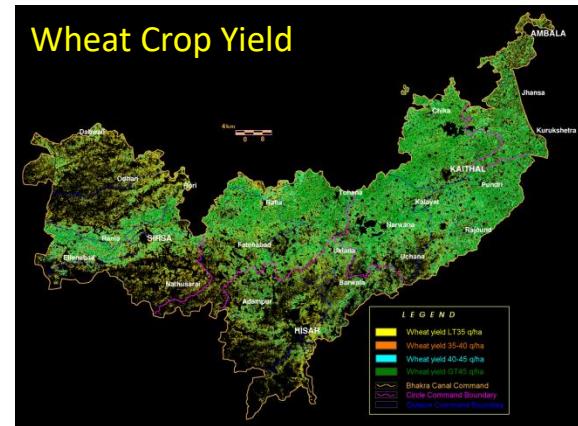 Wheat Crop Yield
AMBALA
Jhansa
Chika
Kurukshetra
Dabwali
KAITHAL
Odhan
Rori
Pundri
Tohana
Ratia
Kalayat
Narwana
Rania
SIRSA
Rajound
Fatehabad
Uklana
Ellenabad
Uchana
Nathusarai
Barwala
Adampur
HISAR
LEGEND
Wheat yield LT35 q/ha
Wheat yield 35-40 q/ha
Wheat yield 40-45 q/ha
Wheat yield GT45 q/ha
Bhakra Canal Command
Circle Command Boundary
Command Boundary